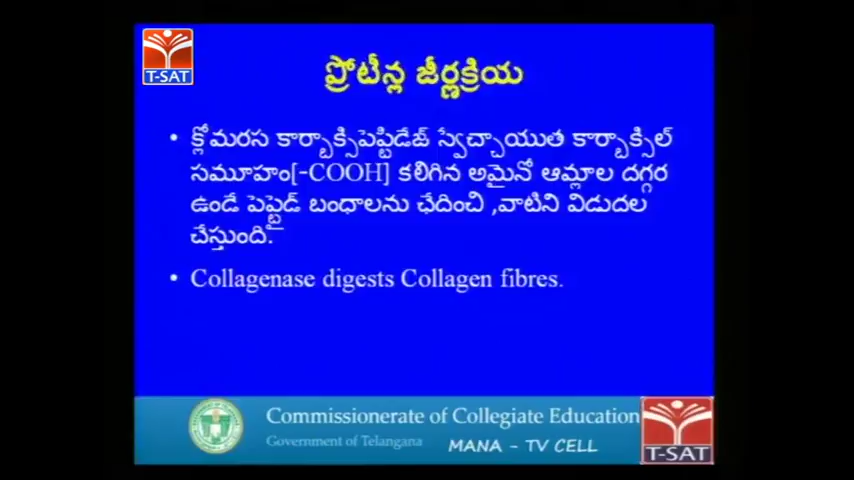 T-SAT
ప్రోటీన్ల జీర్ణక్రియ
• క్లోమరస కార్బాక్సిపెప్టిడేజ్ స్వేచ్ఛాయుత కార్బాక్సిల్
సమూహం[-COOH] కలిగిన అమైనో ఆమ్లాల దగ్గర
ఉండే పెప్టైడ్ బంధాలను ఛేదించి ,వాటిని విడుదల
చేస్తుంది.
• Collagenase digests Collagen fibres.
Commissionerate of Collegiate Education
Government of Telangana
MANA - TV CELL
T-SAT